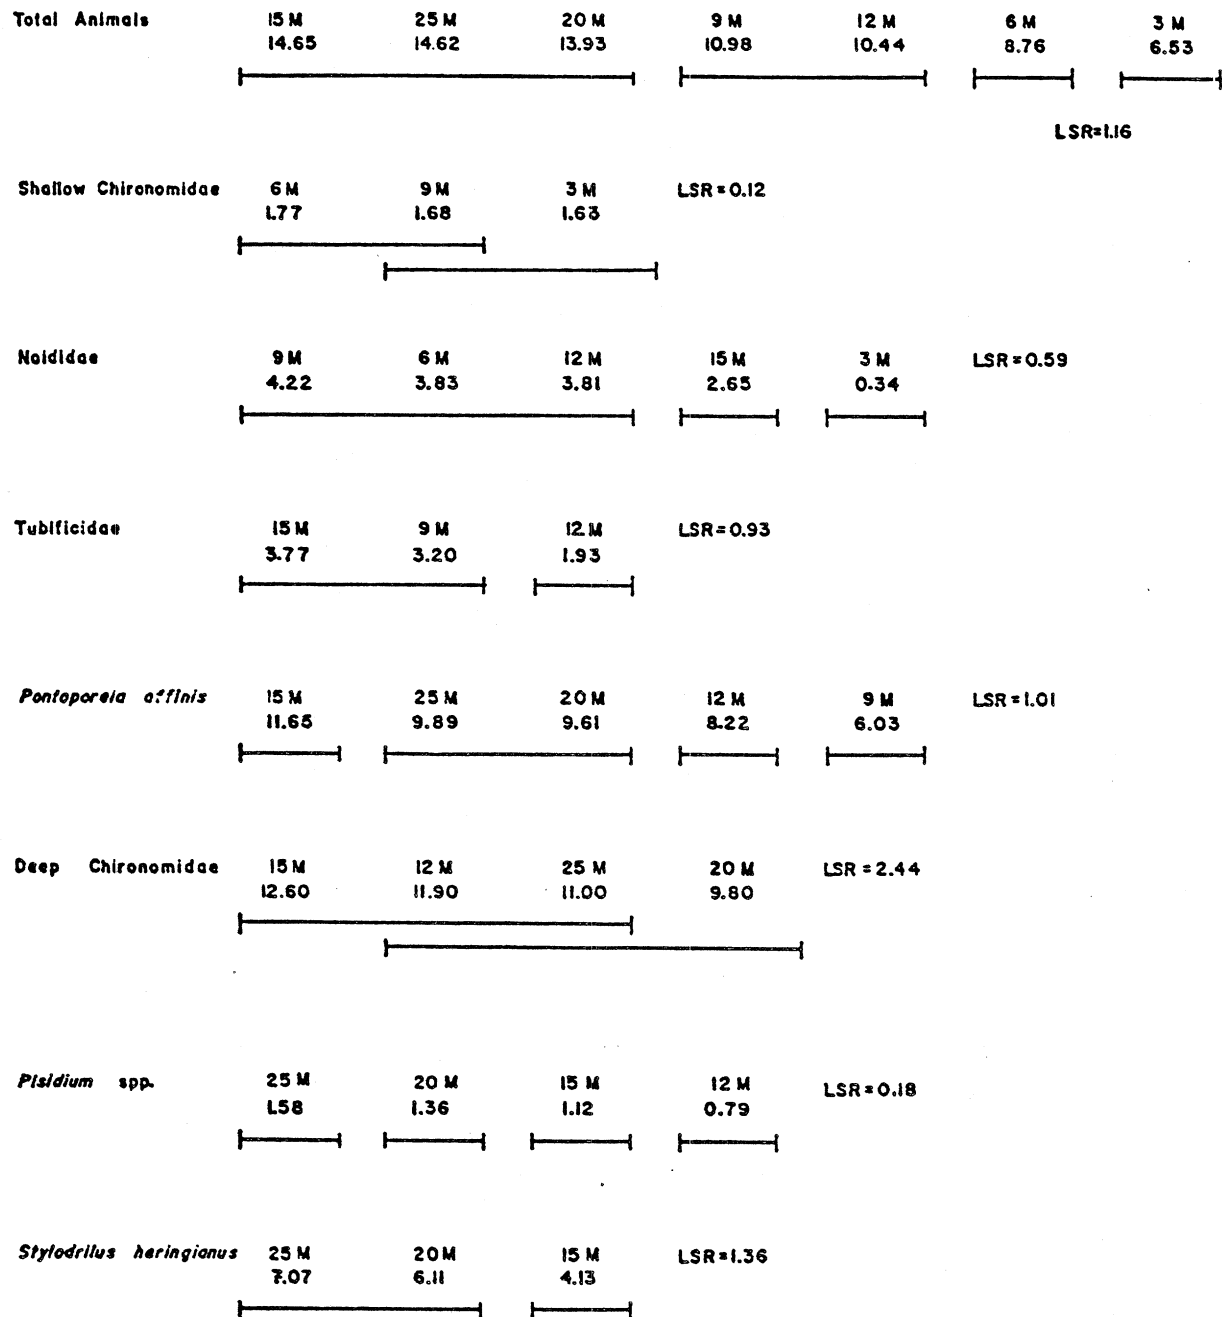 Total Animals 15 M 25 M 20 M 9 M 12 M 6 M 3 M
14.65 14.62 13.93 10.98 10.44 8.76 6.53
LSR=1.16
Shallow Chironomidae 6 M 9 M 3 M LSR=0.12
1.77 1.68 1.63
Naididae 9 M 6 M 12 M 15 M 3 M LSR=0.59
4.22 3.83 3.81 2.65 0.34
Tubificidae 15 M 9 M 12 M LSR=0.93
3.77 3.20 1.93
Pontoporeia affinis 15 M 25 M 20 M 12 M 9 M LSR=1.01
11.65 9.89 9.61 8.22 6.03
Deep Chironomidae 15 M 12 M 25 M 20 M LSR=2.44
12.60 11.90 11.00 9.80
Pisidium spp. 25 M 20 M 15 M 12 M LSR=0.18
1.58 1.36 1.12 0.79
Stylodrilus heringianus 25 M 20 M 15 M LSR=1.36
7.07 6.11 4.13